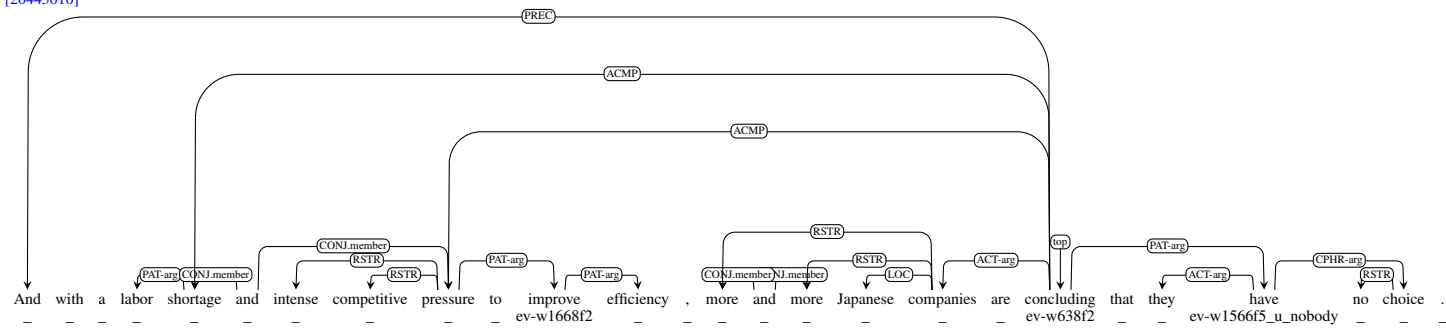 [20445010]
PREC
ACMP
ACMP
RSTR
top
CONJ.member PAT-arg
RSTR
PAT-arg CONJ.member RSTR PAT-arg PAT-arg CONJ.member NJ.member RSTR LOC ACT-arg ACT-arg CPHR-arg RSTR
And with a labor shortage and intense competitive pressure to improve efficiency , more and more Japanese companies are concluding that they have no choice .
_ _ _ _ _ _ _ _ _ _ ev-w1668f2 _ _ _ _ _ _ _ _ ev-w638f2 _ _ ev-w1566f5_u_nobody _ _ _